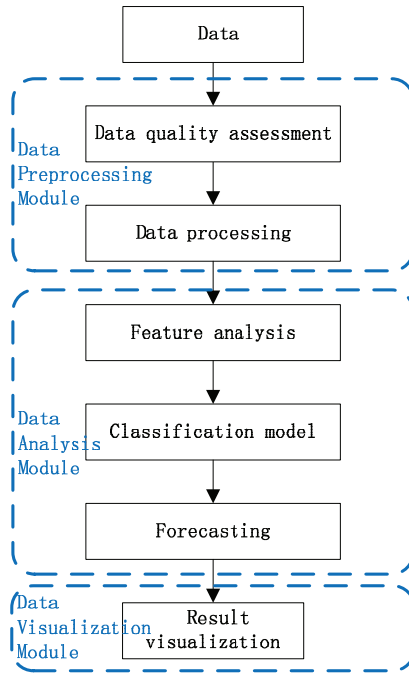 Data
Data quality assessment
Data
Preprocessing
Module
Data processing
Feature analysis
Data
Analysis
Module
Classification model
Forecasting
Data
Visualization
Module
Result
visualization